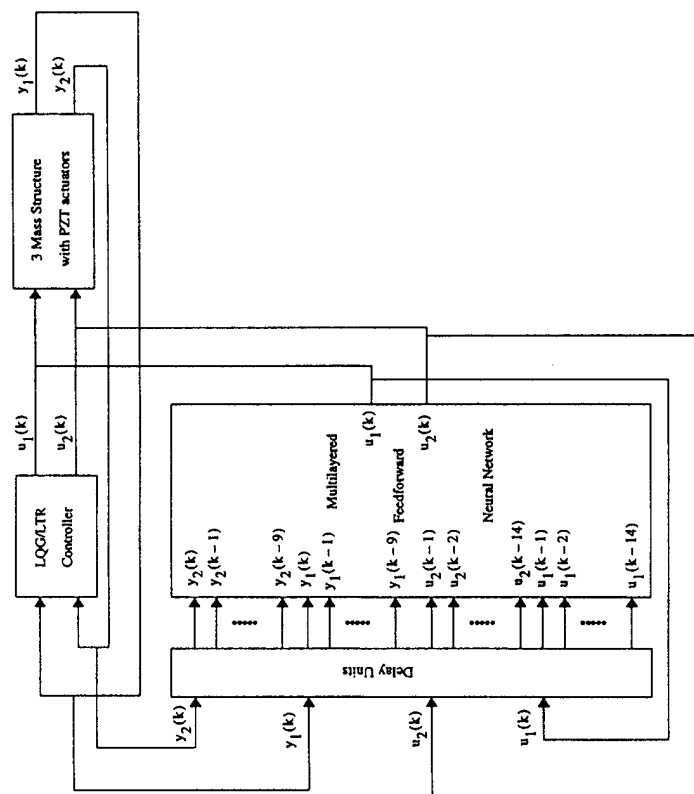 y₁(k)
y₂(k)
3 Mass Structure
with PZT actuators
u₁(k)
u₂(k)
LQG/LTR
Controller
Multilayered
Feedforward
Neural Network
u₁(k)
u₂(k)
y₂(k)
y₂(k−1)
.....
y₂(k−9)
y₁(k)
y₁(k−1)
.....
y₁(k−9)
u₂(k−1)
u₂(k−2)
.....
u₂(k−14)
u₁(k−1)
u₁(k−2)
.....
u₁(k−14)
Delay Units
y₂(k)
y₁(k)
u₂(k)
u₁(k)